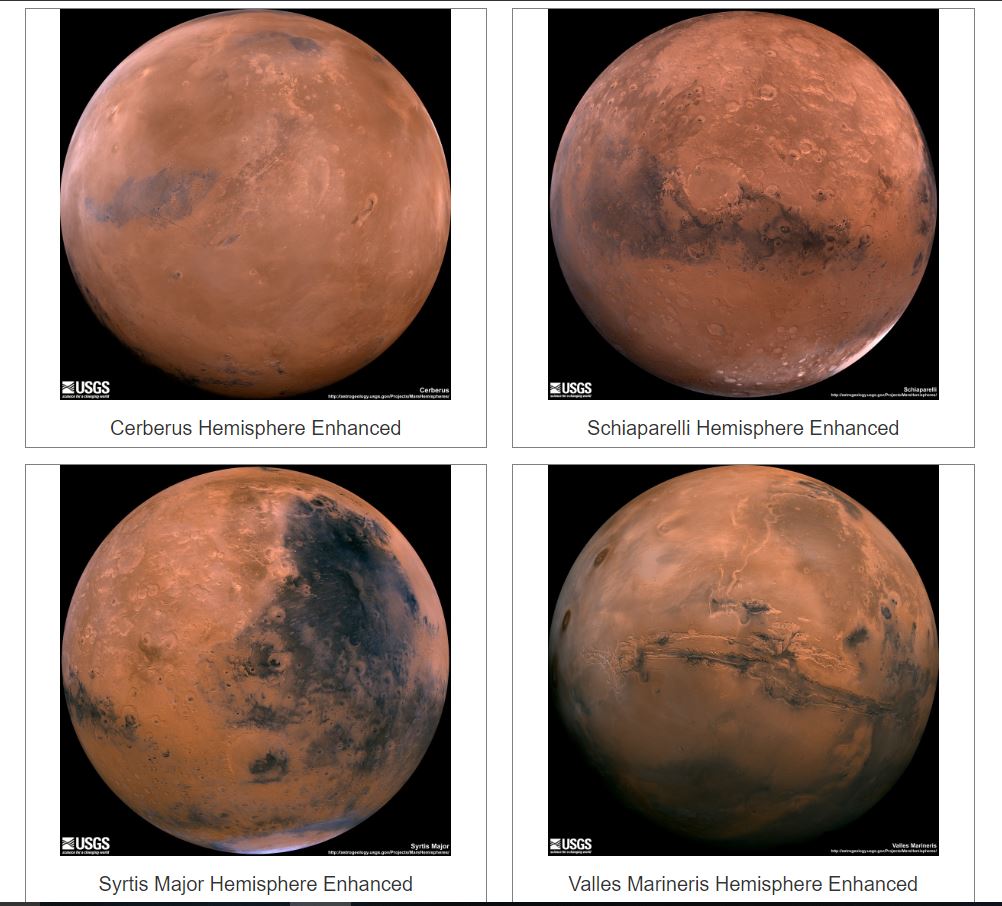 USGS
science for a changing world
Cerberus
http://astrogeology.usgs.gov/Projects/MarsHemispheres/
Cerberus Hemisphere Enhanced
USGS
science for a changing world
Schiaparelli
http://astrogeology.usgs.gov/Projects/MarsHemispheres/
Schiaparelli Hemisphere Enhanced
USGS
science for a changing world
Syrtis Major
http://astrogeology.usgs.gov/Projects/MarsHemispheres/
Syrtis Major Hemisphere Enhanced
USGS
science for a changing world
Valles Marineris
http://astrogeology.usgs.gov/Projects/MarsHemispheres/
Valles Marineris Hemisphere Enhanced